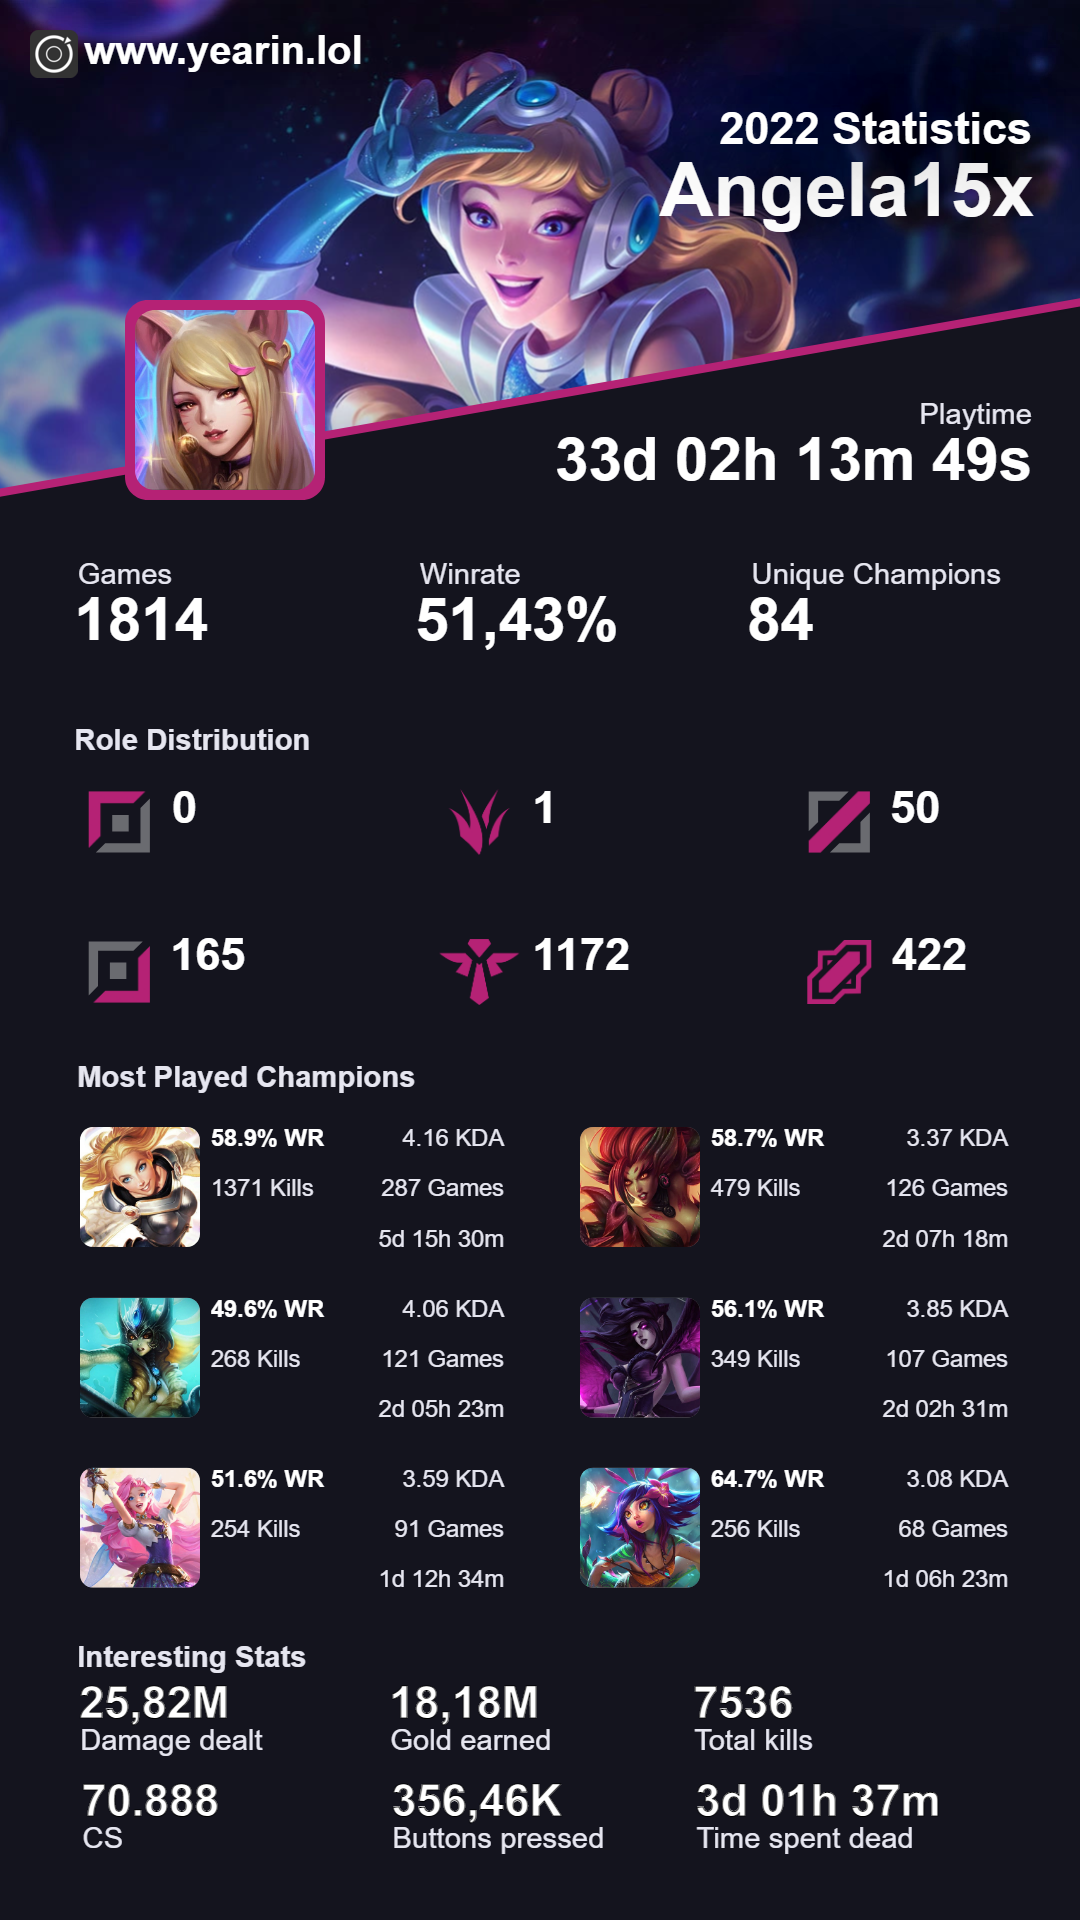 www.yearin.lol
2022 Statistics
Angela15x
Playtime
33d 02h 13m 49s
Games
1814
Winrate
51,43%
Unique Champions
84
Role Distribution
0
1
50
165
1172
422
Most Played Champions
58.9% WR 4.16 KDA
1371 Kills 287 Games
5d 15h 30m
58.7% WR 3.37 KDA
479 Kills 126 Games
2d 07h 18m
49.6% WR 4.06 KDA
268 Kills 121 Games
2d 05h 23m
56.1% WR 3.85 KDA
349 Kills 107 Games
2d 02h 31m
51.6% WR 3.59 KDA
254 Kills 91 Games
1d 12h 34m
64.7% WR 3.08 KDA
256 Kills 68 Games
1d 06h 23m
Interesting Stats
25,82M
Damage dealt
18,18M
Gold earned
7536
Total kills
70.888
CS
356,46K
Buttons pressed
3d 01h 37m
Time spent dead